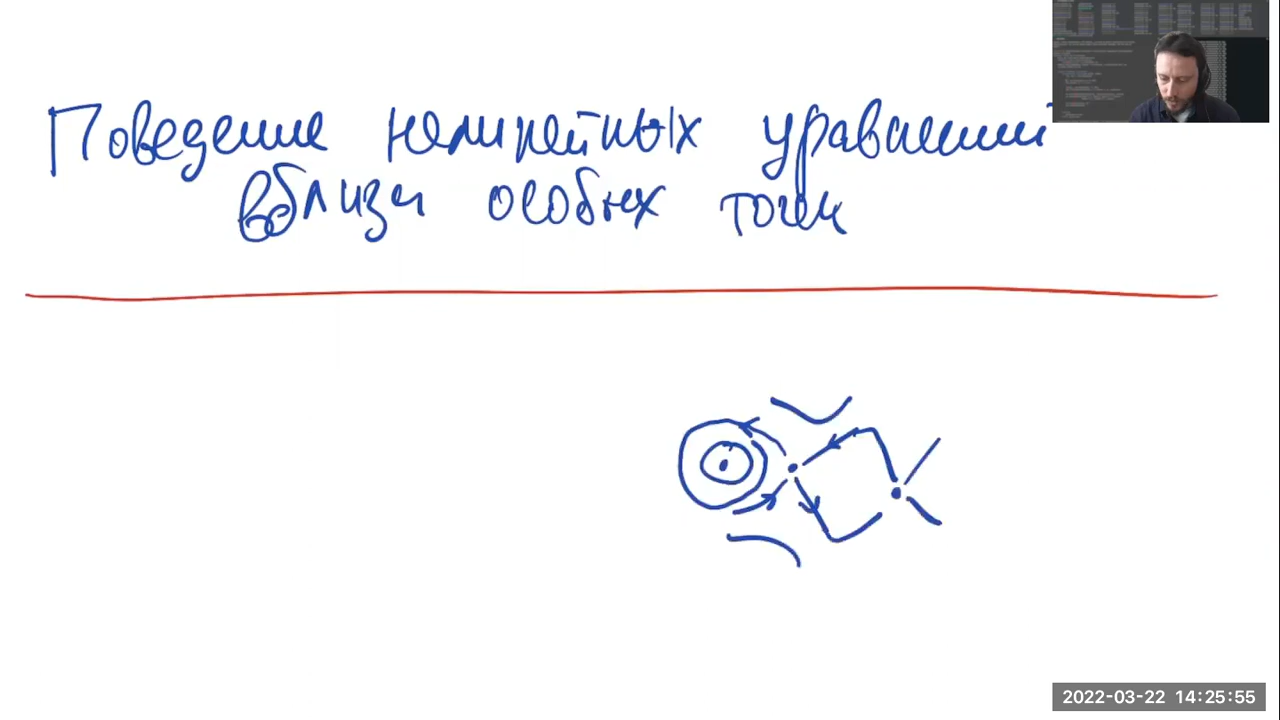 Поведение нелинейных уравнений
вблизи особых точек
2022-03-22 14:25:55